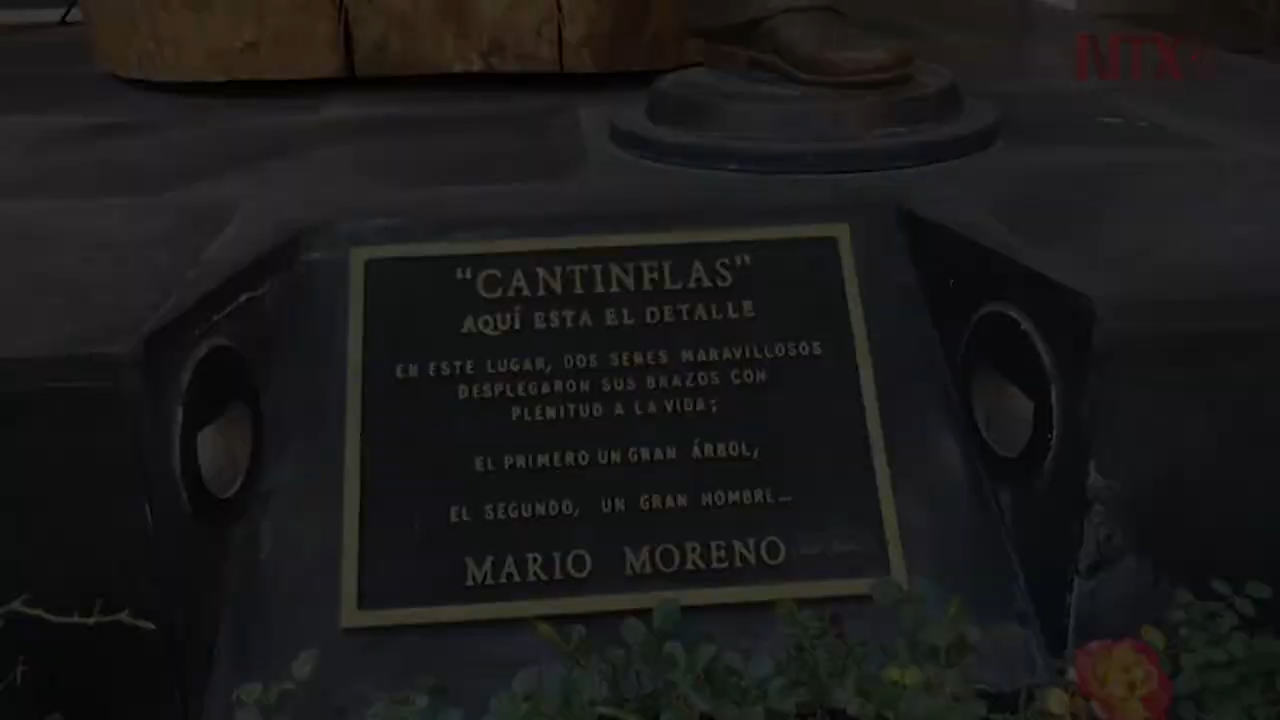 NTX
"CANTINFLAS"
AQUÍ ESTA EL DETALLE
EN ESTE LUGAR, DOS SERES MARAVILLOSOS
DESPLEGARON SUS BRAZOS CON
PLENITUD A LA VIDA;
EL PRIMERO UN GRAN ÁRBOL,
EL SEGUNDO, UN GRAN HOMBRE...
MARIO MORENO